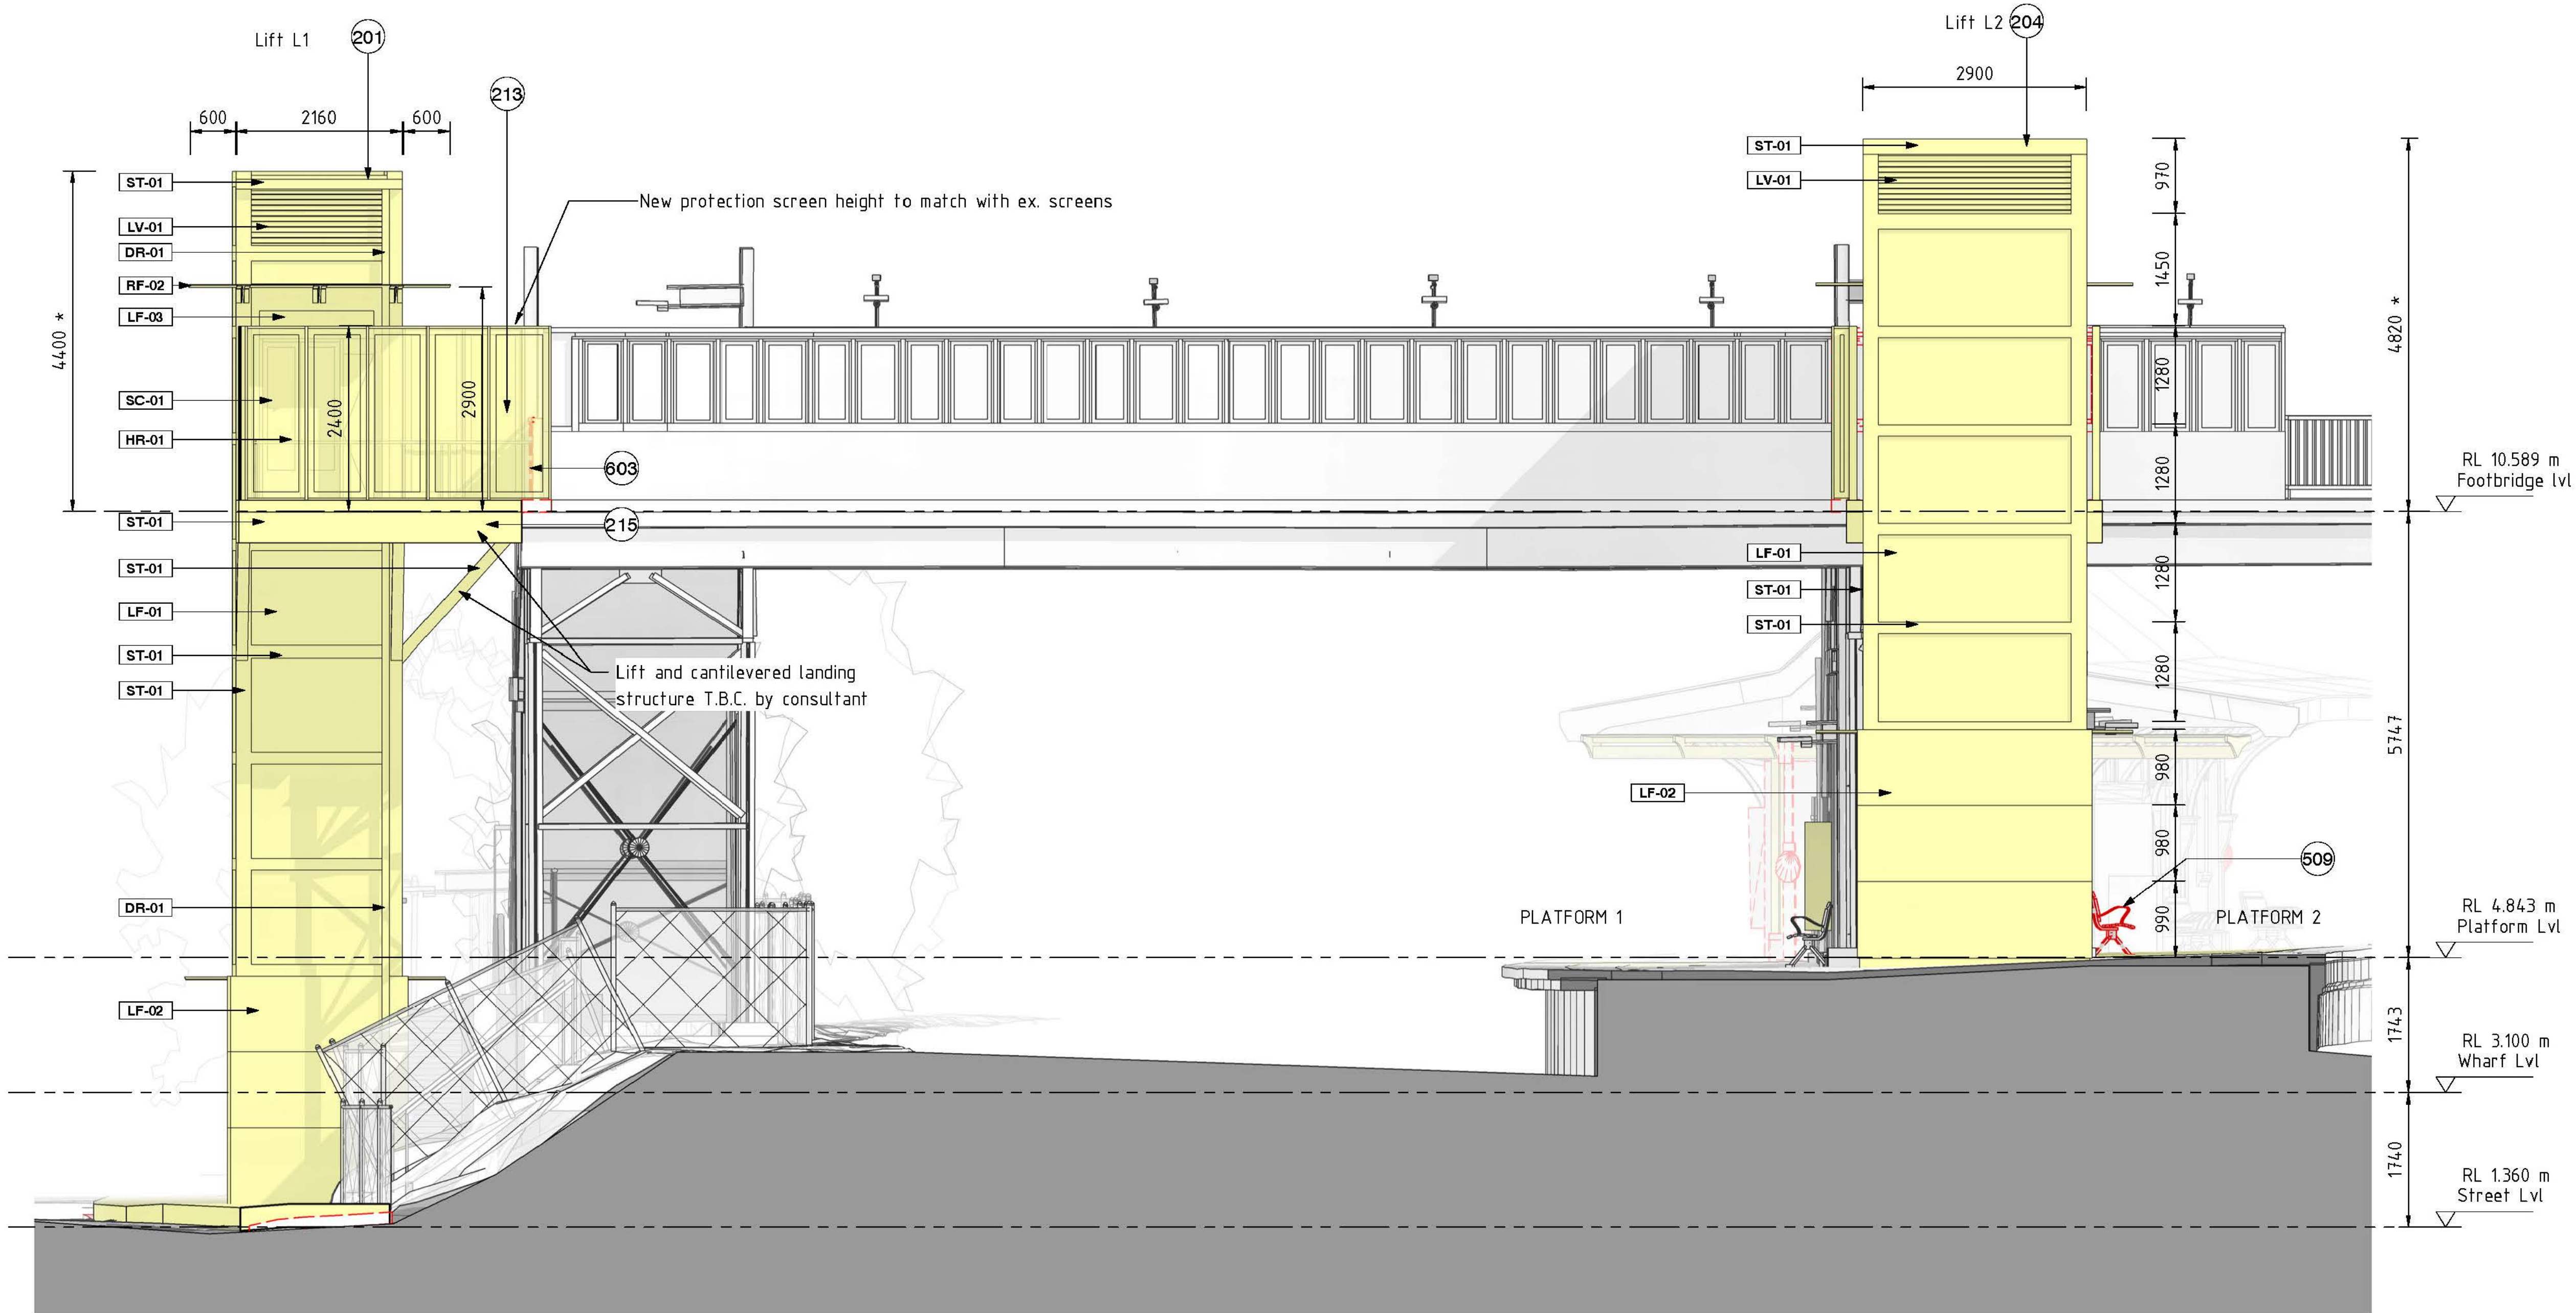 Lift L1
201
213
600
2160
600
ST-01
LV-01
DR-01
RF-02
LF-03
4400 *
SC-01
HR-01
2400
2900
New protection screen height to match with ex. screens
603
ST-01
215
ST-01
LF-01
ST-01
ST-01
Lift and cantilevered landing
structure T.B.C. by consultant
DR-01
LF-02
Lift L2
204
2900
ST-01
LV-01
970
1450
1280
1280
1280
1280
980
980
990
4820 *
5747
1743
1740
LF-01
ST-01
ST-01
LF-02
509
PLATFORM 1
PLATFORM 2
RL 10.589 m
Footbridge lvl
RL 4.843 m
Platform Lvl
RL 3.100 m
Wharf Lvl
RL 1.360 m
Street Lvl